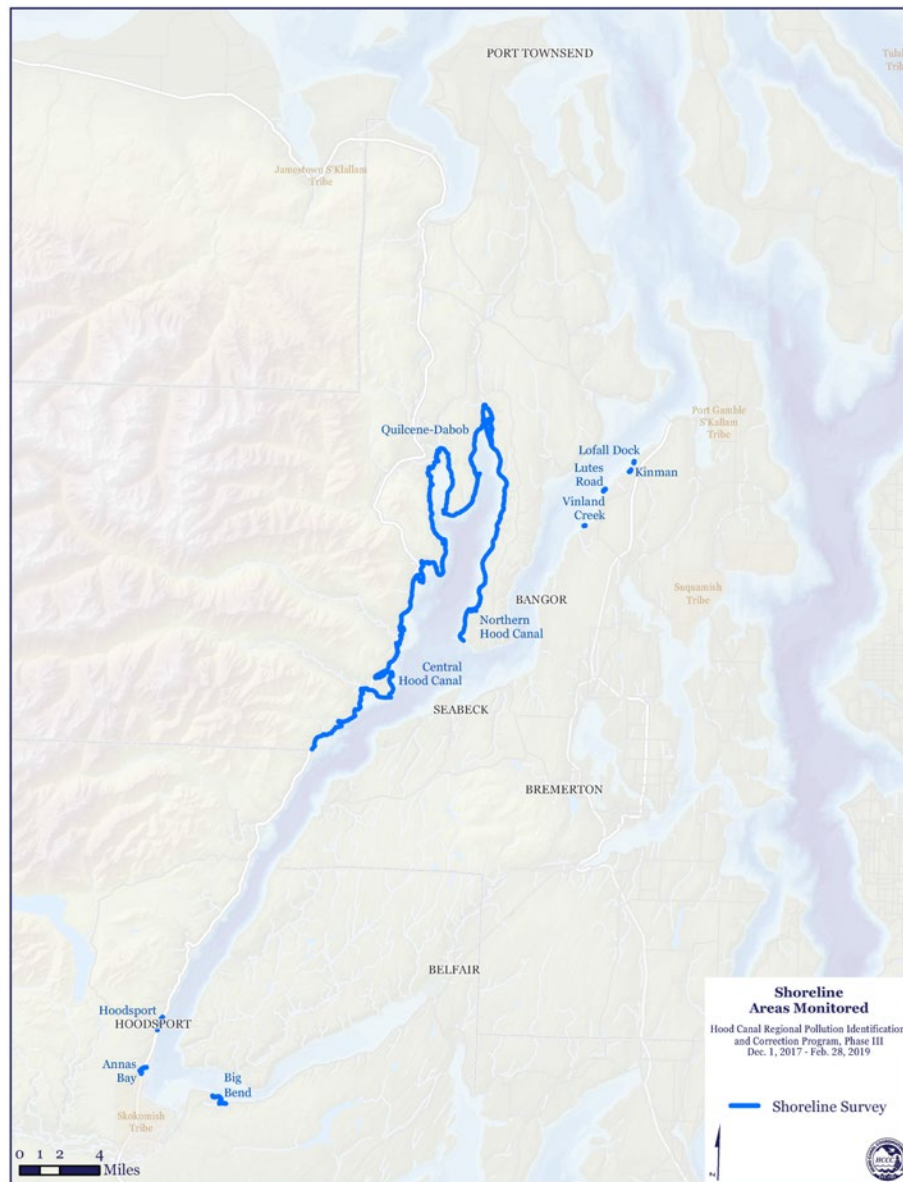 PORT TOWNSEND
Jamestown S'Klallam
Tribe
Quilcene-Dabob
Port Gamble
S'Kallam
Tribe
Lofall Dock
Kinman
Lutes
Road
Vinland
Creek
Suquamish
Tribe
BANGOR
Northern
Hood Canal
Central
Hood Canal
SEABECK
BREMERTON
BELFAIR
Hoodsport
HOODSPORT
Annas
Bay
Big
Bend
Skokomish
Tribe
Shoreline
Areas Monitored
Hood Canal Regional Pollution Identification
and Correction Program, Phase III
Dec. 1, 2017 - Feb. 28, 2019
Shoreline Survey
N
HCCC
0 1 2 4
Miles